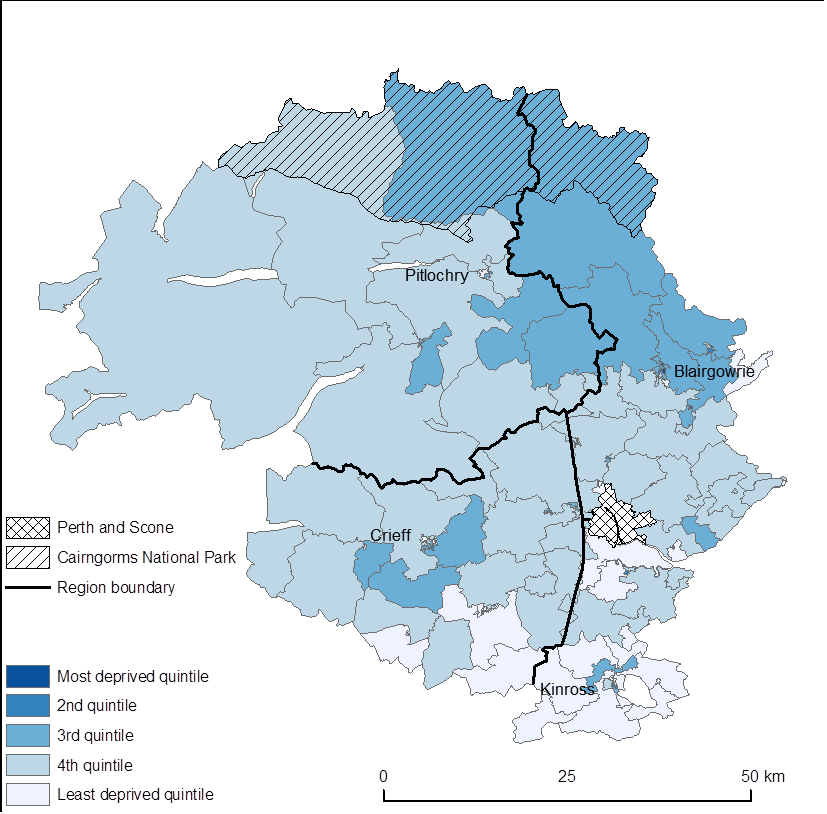 Pitlochry
Blairgowrie
Crieff
Kinross
Perth and Scone
Cairngorms National Park
Region boundary
Most deprived quintile
2nd quintile
3rd quintile
4th quintile
Least deprived quintile
0 25 50 km